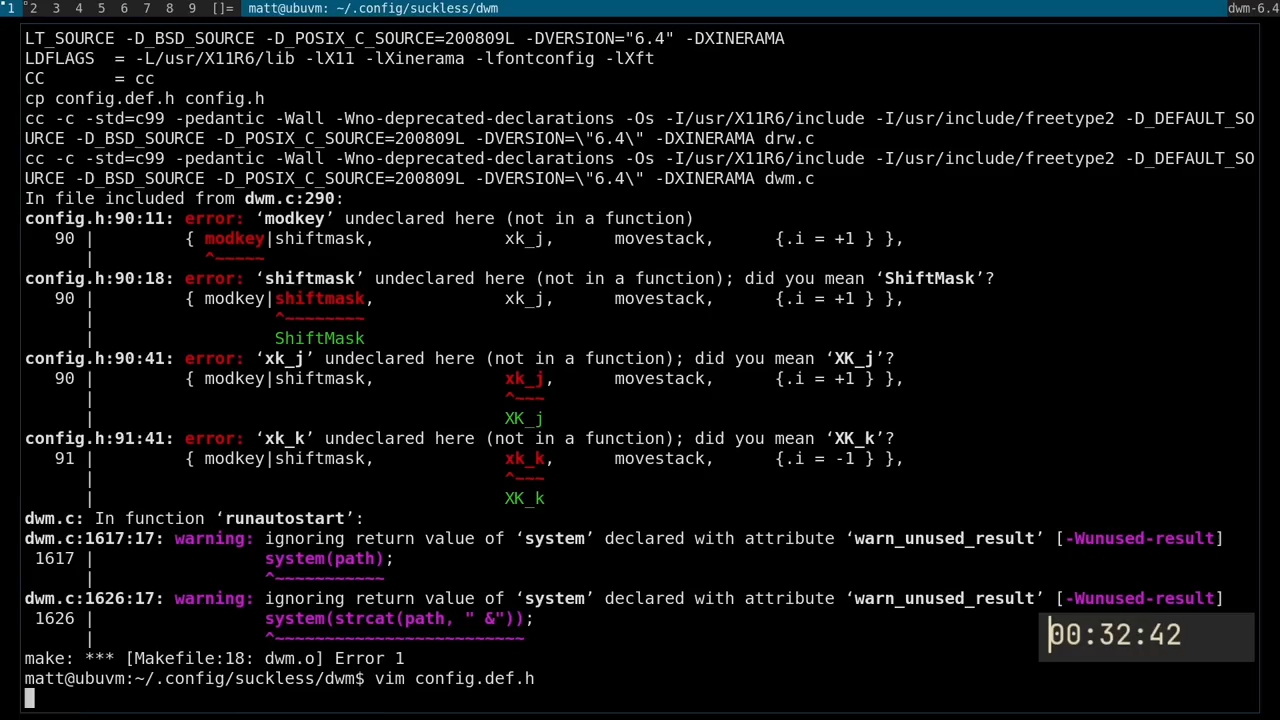 1 2 3 4 5 6 7 8 9 []= matt@ubuvm: ~/.config/suckless/dwm dwm-6.4
LT_SOURCE -D_BSD_SOURCE -D_POSIX_C_SOURCE=200809L -DVERSION="6.4" -DXINERAMA
LDFLAGS  = -L/usr/X11R6/lib -lX11 -lXinerama -lfontconfig -lXft
CC       = cc
cp config.def.h config.h
cc -c -std=c99 -pedantic -Wall -Wno-deprecated-declarations -Os -I/usr/X11R6/include -I/usr/include/freetype2 -D_DEFAULT_SO
URCE -D_BSD_SOURCE -D_POSIX_C_SOURCE=200809L -DVERSION=\"6.4\" -DXINERAMA drw.c
cc -c -std=c99 -pedantic -Wall -Wno-deprecated-declarations -Os -I/usr/X11R6/include -I/usr/include/freetype2 -D_DEFAULT_SO
URCE -D_BSD_SOURCE -D_POSIX_C_SOURCE=200809L -DVERSION=\"6.4\" -DXINERAMA dwm.c
In file included from dwm.c:290:
config.h:90:11: error: ‘modkey’ undeclared here (not in a function)
   90 |         { modkey|shiftmask,             xk_j,      movestack,      {.i = +1 } },
      |           ^~~~~~
config.h:90:18: error: ‘shiftmask’ undeclared here (not in a function); did you mean ‘ShiftMask’?
   90 |         { modkey|shiftmask,             xk_j,      movestack,      {.i = +1 } },
      |                  ^~~~~~~~~
      |                  ShiftMask
config.h:90:41: error: ‘xk_j’ undeclared here (not in a function); did you mean ‘XK_j’?
   90 |         { modkey|shiftmask,             xk_j,      movestack,      {.i = +1 } },
      |                                         ^~~~
      |                                         XK_j
config.h:91:41: error: ‘xk_k’ undeclared here (not in a function); did you mean ‘XK_k’?
   91 |         { modkey|shiftmask,             xk_k,      movestack,      {.i = -1 } },
      |                                         ^~~~
      |                                         XK_k
dwm.c: In function ‘runautostart’:
dwm.c:1617:17: warning: ignoring return value of ‘system’ declared with attribute ‘warn_unused_result’ [-Wunused-result]
 1617 |                 system(path);
      |                 ^~~~~~~~~~~~
dwm.c:1626:17: warning: ignoring return value of ‘system’ declared with attribute ‘warn_unused_result’ [-Wunused-result]
 1626 |                 system(strcat(path, " &"));
      |                 ^~~~~~~~~~~~~~~~~~~~~~~~~~
00:32:42
make: *** [Makefile:18: dwm.o] Error 1
matt@ubuvm:~/.config/suckless/dwm$ vim config.def.h